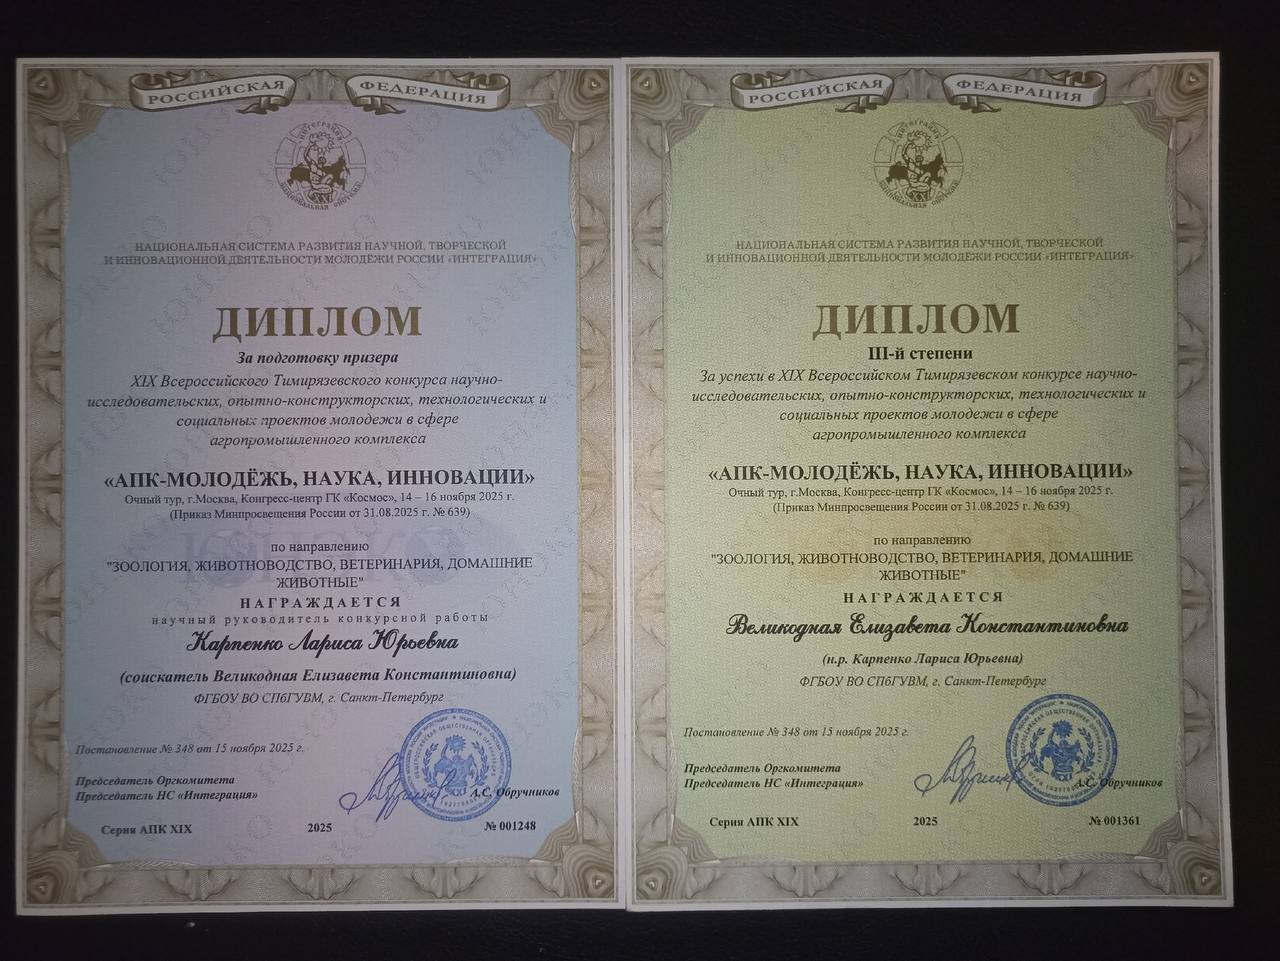 РОССИЙСКАЯ ФЕДЕРАЦИЯ
ИНТЕГРАЦИЯ
НАЦИОНАЛЬНАЯ СИСТЕМА
XXI
НАЦИОНАЛЬНАЯ СИСТЕМА РАЗВИТИЯ НАУЧНОЙ, ТВОРЧЕСКОЙ
И ИННОВАЦИОННОЙ ДЕЯТЕЛЬНОСТИ МОЛОДЁЖИ РОССИИ «ИНТЕГРАЦИЯ»
ДИПЛОМ
За подготовку призера
XIX Всероссийского Тимирязевского конкурса научно-
исследовательских, опытно-конструкторских, технологических и
социальных проектов молодежи в сфере
агропромышленного комплекса
«АПК-МОЛОДЁЖЬ, НАУКА, ИННОВАЦИИ»
Очный тур, г.Москва, Конгресс-центр ГК «Космос», 14 – 16 ноября 2025 г.
(Приказ Минпросвещения России от 31.08.2025 г. № 639)
по направлению
"ЗООЛОГИЯ, ЖИВОТНОВОДСТВО, ВЕТЕРИНАРИЯ, ДОМАШНИЕ
ЖИВОТНЫЕ"
НАГРАЖДАЕТСЯ
научный руководитель конкурсной работы
Карпенко Лариса Юрьевна
(соискатель Великодная Елизавета Константиновна)
ФГБОУ ВО СПбГУВМ, г. Санкт-Петербург
Постановление № 348 от 15 ноября 2025 г.
Председатель Оргкомитета
Председатель НС «Интеграция»
А.С. Обручников
Серия АПК XIX 2025 № 001248
РОССИЙСКАЯ ФЕДЕРАЦИЯ
ИНТЕГРАЦИЯ
НАЦИОНАЛЬНАЯ СИСТЕМА
XXI
НАЦИОНАЛЬНАЯ СИСТЕМА РАЗВИТИЯ НАУЧНОЙ, ТВОРЧЕСКОЙ
И ИННОВАЦИОННОЙ ДЕЯТЕЛЬНОСТИ МОЛОДЁЖИ РОССИИ «ИНТЕГРАЦИЯ»
ДИПЛОМ
III-й степени
За успехи в XIX Всероссийском Тимирязевском конкурсе научно-
исследовательских, опытно-конструкторских, технологических и
социальных проектов молодежи в сфере
агропромышленного комплекса
«АПК-МОЛОДЁЖЬ, НАУКА, ИННОВАЦИИ»
Очный тур, г.Москва, Конгресс-центр ГК «Космос», 14 – 16 ноября 2025 г.
(Приказ Минпросвещения России от 31.08.2025 г. № 639)
по направлению
"ЗООЛОГИЯ, ЖИВОТНОВОДСТВО, ВЕТЕРИНАРИЯ, ДОМАШНИЕ
ЖИВОТНЫЕ"
НАГРАЖДАЕТСЯ
Великодная Елизавета Константиновна
(н.р. Карпенко Лариса Юрьевна)
ФГБОУ ВО СПбГУВМ, г. Санкт-Петербург
Постановление № 348 от 15 ноября 2025 г.
Председатель Оргкомитета
Председатель НС «Интеграция»
А.С. Обручников
Серия АПК XIX 2025 № 001361